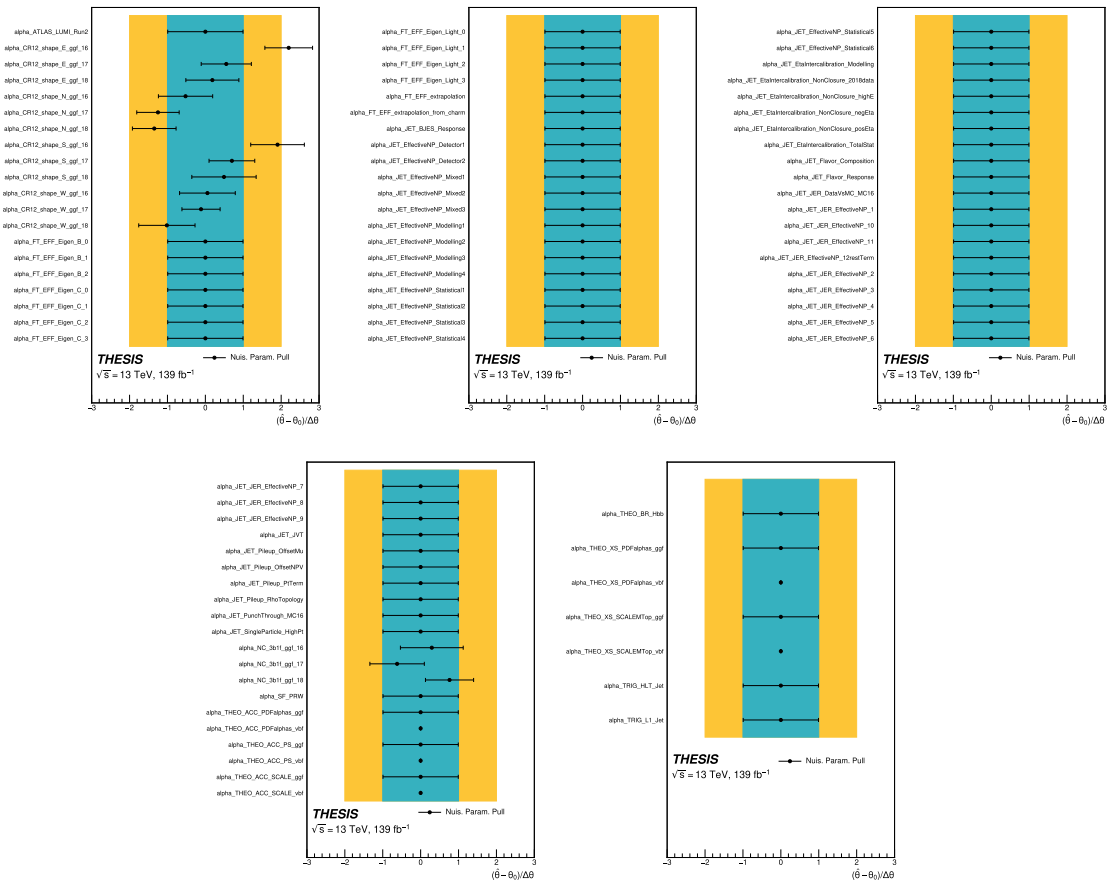 alpha_ATLAS_LUMI_Run2
alpha_CR12_shape_E_ggf_16
alpha_CR12_shape_E_ggf_17
alpha_CR12_shape_E_ggf_18
alpha_CR12_shape_N_ggf_16
alpha_CR12_shape_N_ggf_17
alpha_CR12_shape_N_ggf_18
alpha_CR12_shape_S_ggf_16
alpha_CR12_shape_S_ggf_17
alpha_CR12_shape_S_ggf_18
alpha_CR12_shape_W_ggf_16
alpha_CR12_shape_W_ggf_17
alpha_CR12_shape_W_ggf_18
alpha_FT_EFF_Eigen_B_0
alpha_FT_EFF_Eigen_B_1
alpha_FT_EFF_Eigen_B_2
alpha_FT_EFF_Eigen_C_0
alpha_FT_EFF_Eigen_C_1
alpha_FT_EFF_Eigen_C_2
alpha_FT_EFF_Eigen_C_3
THESIS
Nuis. Param. Pull
√s = 13 TeV, 139 fb⁻¹
−3 −2 −1 0 1 2 3
(θ̂−θ₀)/Δθ
alpha_FT_EFF_Eigen_Light_0
alpha_FT_EFF_Eigen_Light_1
alpha_FT_EFF_Eigen_Light_2
alpha_FT_EFF_Eigen_Light_3
alpha_FT_EFF_extrapolation
alpha_FT_EFF_extrapolation_from_charm
alpha_JET_BJES_Response
alpha_JET_EffectiveNP_Detector1
alpha_JET_EffectiveNP_Detector2
alpha_JET_EffectiveNP_Mixed1
alpha_JET_EffectiveNP_Mixed2
alpha_JET_EffectiveNP_Mixed3
alpha_JET_EffectiveNP_Modelling1
alpha_JET_EffectiveNP_Modelling2
alpha_JET_EffectiveNP_Modelling3
alpha_JET_EffectiveNP_Modelling4
alpha_JET_EffectiveNP_Statistical1
alpha_JET_EffectiveNP_Statistical2
alpha_JET_EffectiveNP_Statistical3
alpha_JET_EffectiveNP_Statistical4
THESIS
Nuis. Param. Pull
√s = 13 TeV, 139 fb⁻¹
−3 −2 −1 0 1 2 3
(θ̂−θ₀)/Δθ
alpha_JET_EffectiveNP_Statistical5
alpha_JET_EffectiveNP_Statistical6
alpha_JET_EtaIntercalibration_Modelling
alpha_JET_EtaIntercalibration_NonClosure_2018data
alpha_JET_EtaIntercalibration_NonClosure_highE
alpha_JET_EtaIntercalibration_NonClosure_negEta
alpha_JET_EtaIntercalibration_NonClosure_posEta
alpha_JET_EtaIntercalibration_TotalStat
alpha_JET_Flavor_Composition
alpha_JET_Flavor_Response
alpha_JET_JER_DataVsMC_MC16
alpha_JET_JER_EffectiveNP_1
alpha_JET_JER_EffectiveNP_10
alpha_JET_JER_EffectiveNP_11
alpha_JET_JER_EffectiveNP_12restTerm
alpha_JET_JER_EffectiveNP_2
alpha_JET_JER_EffectiveNP_3
alpha_JET_JER_EffectiveNP_4
alpha_JET_JER_EffectiveNP_5
alpha_JET_JER_EffectiveNP_6
THESIS
Nuis. Param. Pull
√s = 13 TeV, 139 fb⁻¹
−3 −2 −1 0 1 2 3
(θ̂−θ₀)/Δθ
alpha_JET_JER_EffectiveNP_7
alpha_JET_JER_EffectiveNP_8
alpha_JET_JER_EffectiveNP_9
alpha_JET_JVT
alpha_JET_Pileup_OffsetMu
alpha_JET_Pileup_OffsetNPV
alpha_JET_Pileup_PtTerm
alpha_JET_Pileup_RhoTopology
alpha_JET_PunchThrough_MC16
alpha_JET_SingleParticle_HighPt
alpha_NC_3b1f_ggf_16
alpha_NC_3b1f_ggf_17
alpha_NC_3b1f_ggf_18
alpha_SF_PRW
alpha_THEO_ACC_PDFalphas_ggf
alpha_THEO_ACC_PDFalphas_vbf
alpha_THEO_ACC_PS_ggf
alpha_THEO_ACC_PS_vbf
alpha_THEO_ACC_SCALE_ggf
alpha_THEO_ACC_SCALE_vbf
THESIS
Nuis. Param. Pull
√s = 13 TeV, 139 fb⁻¹
−3 −2 −1 0 1 2 3
(θ̂−θ₀)/Δθ
alpha_THEO_BR_Hbb
alpha_THEO_XS_PDFalphas_ggf
alpha_THEO_XS_PDFalphas_vbf
alpha_THEO_XS_SCALEMTop_ggf
alpha_THEO_XS_SCALEMTop_vbf
alpha_TRIG_HLT_Jet
alpha_TRIG_L1_Jet
THESIS
Nuis. Param. Pull
√s = 13 TeV, 139 fb⁻¹
−3 −2 −1 0 1 2 3
(θ̂−θ₀)/Δθ